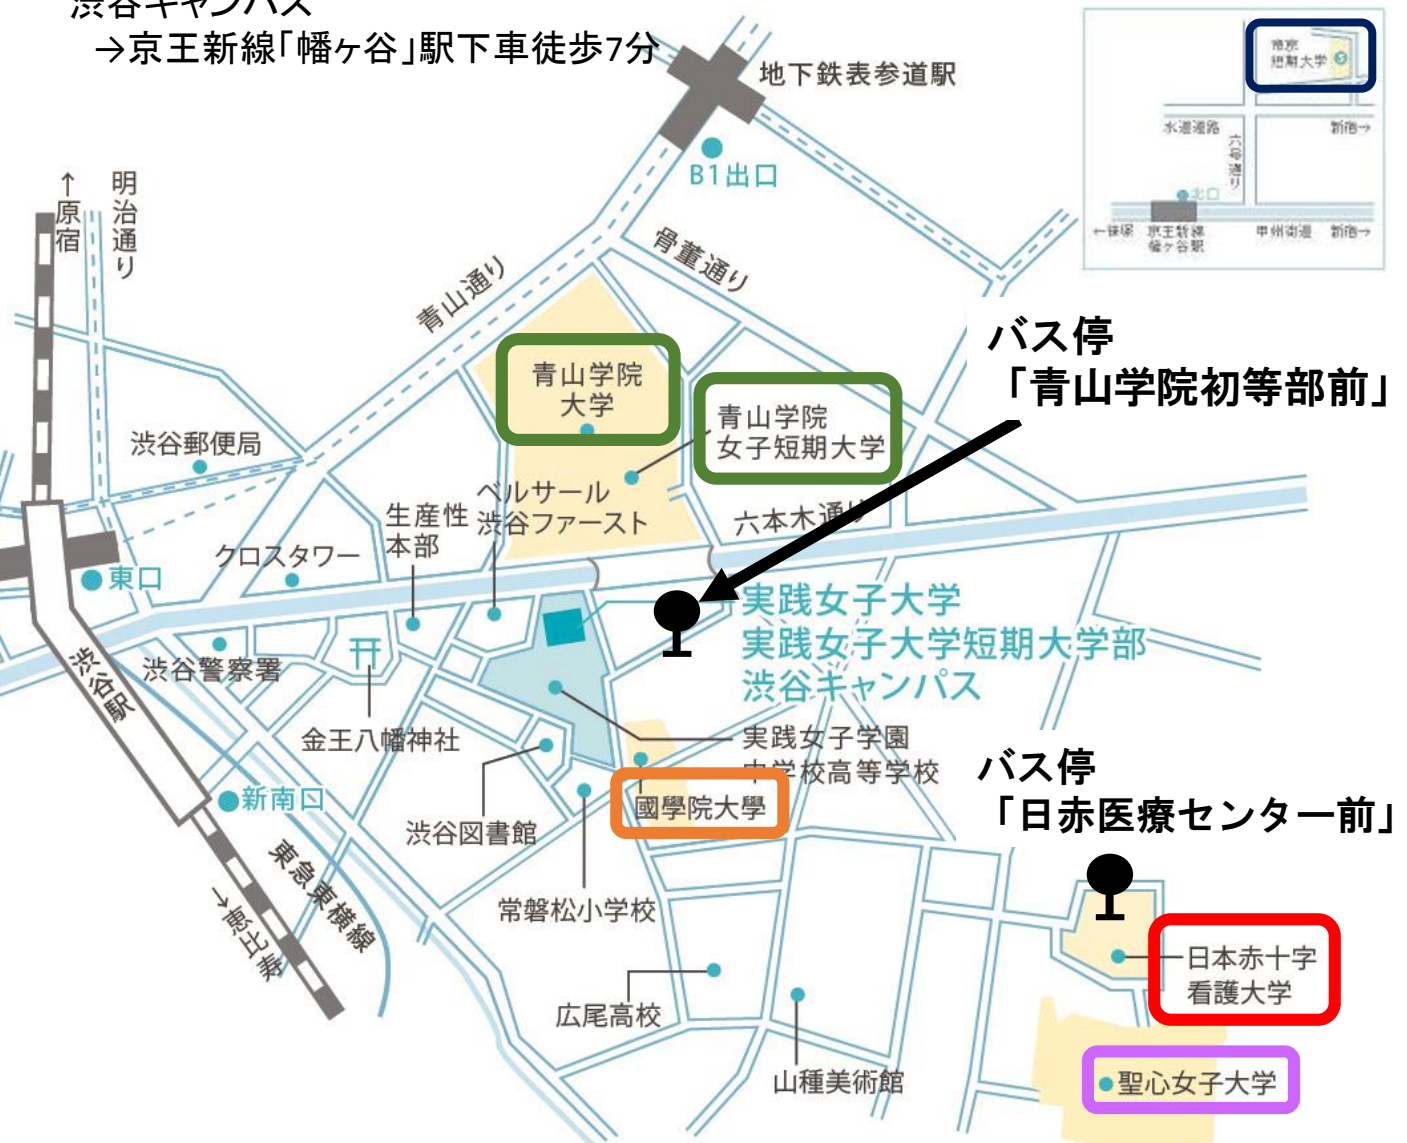 渋谷キャンパス
→京王新線「幡ヶ谷」駅下車徒歩7分
地下鉄表参道駅
B1出口
帝京
短期大学
水道道路
新宿→
六号通り
北口
←笹塚
京王新線
幡ヶ谷駅
甲州街道
新宿→
↑原宿
明治通り
青山通り
骨董通り
バス停
「青山学院初等部前」
青山学院
大学
青山学院
女子短期大学
渋谷郵便局
ベルサール
渋谷ファースト
生産性
本部
六本木通り
クロスタワー
東口
実践女子大学
実践女子大学短期大学部
渋谷キャンパス
渋谷警察署
渋谷駅
金王八幡神社
実践女子学園
中学校高等学校
バス停
「日赤医療センター前」
新南口
國學院大學
渋谷図書館
東急東横線
常磐松小学校
→恵比寿
日本赤十字
看護大学
広尾高校
山種美術館
聖心女子大学